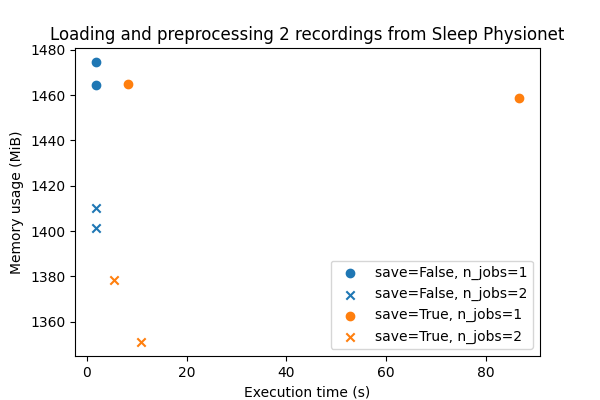 Loading and preprocessing 2 recordings from Sleep Physionet
1480
1460
1440
1420
1400
1380
1360
Memory usage (MiB)
save=False, n_jobs=1
save=False, n_jobs=2
save=True, n_jobs=1
save=True, n_jobs=2
0 20 40 60 80
Execution time (s)